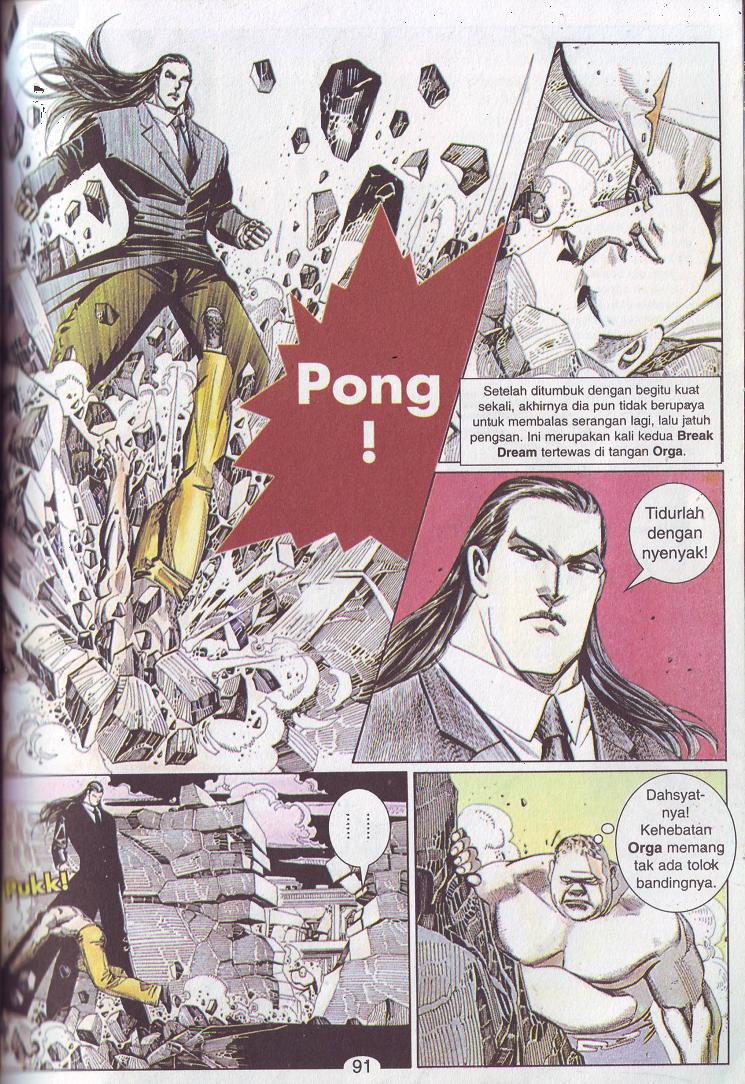 Pong
!
Setelah ditumbuk dengan begitu kuat
sekali, akhirnya dia pun tidak berupaya
untuk membalas serangan lagi, lalu jatuh
pengsan. Ini merupakan kali kedua Break
Dream tertewas di tangan Orga.
Tidurlah
dengan
nyenyak!
Pukk!
......
Dahsyat-
nya!
Kehebatan
Orga memang
tak ada tolok
bandingnya.
91